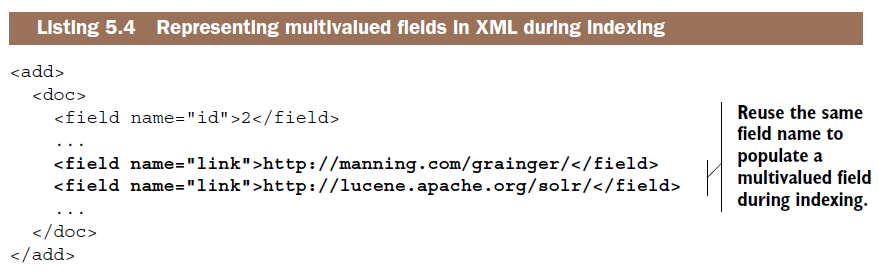 Listing 5.4 Representing multivalued fields in XML during indexing
<add>
<doc>
<field name="id">2</field>
...
<field name="link">http://manning.com/grainger/</field>
<field name="link">http://lucene.apache.org/solr/</field>
...
</doc>
</add>
Reuse the same
field name to
populate a
multivalued field
during indexing.